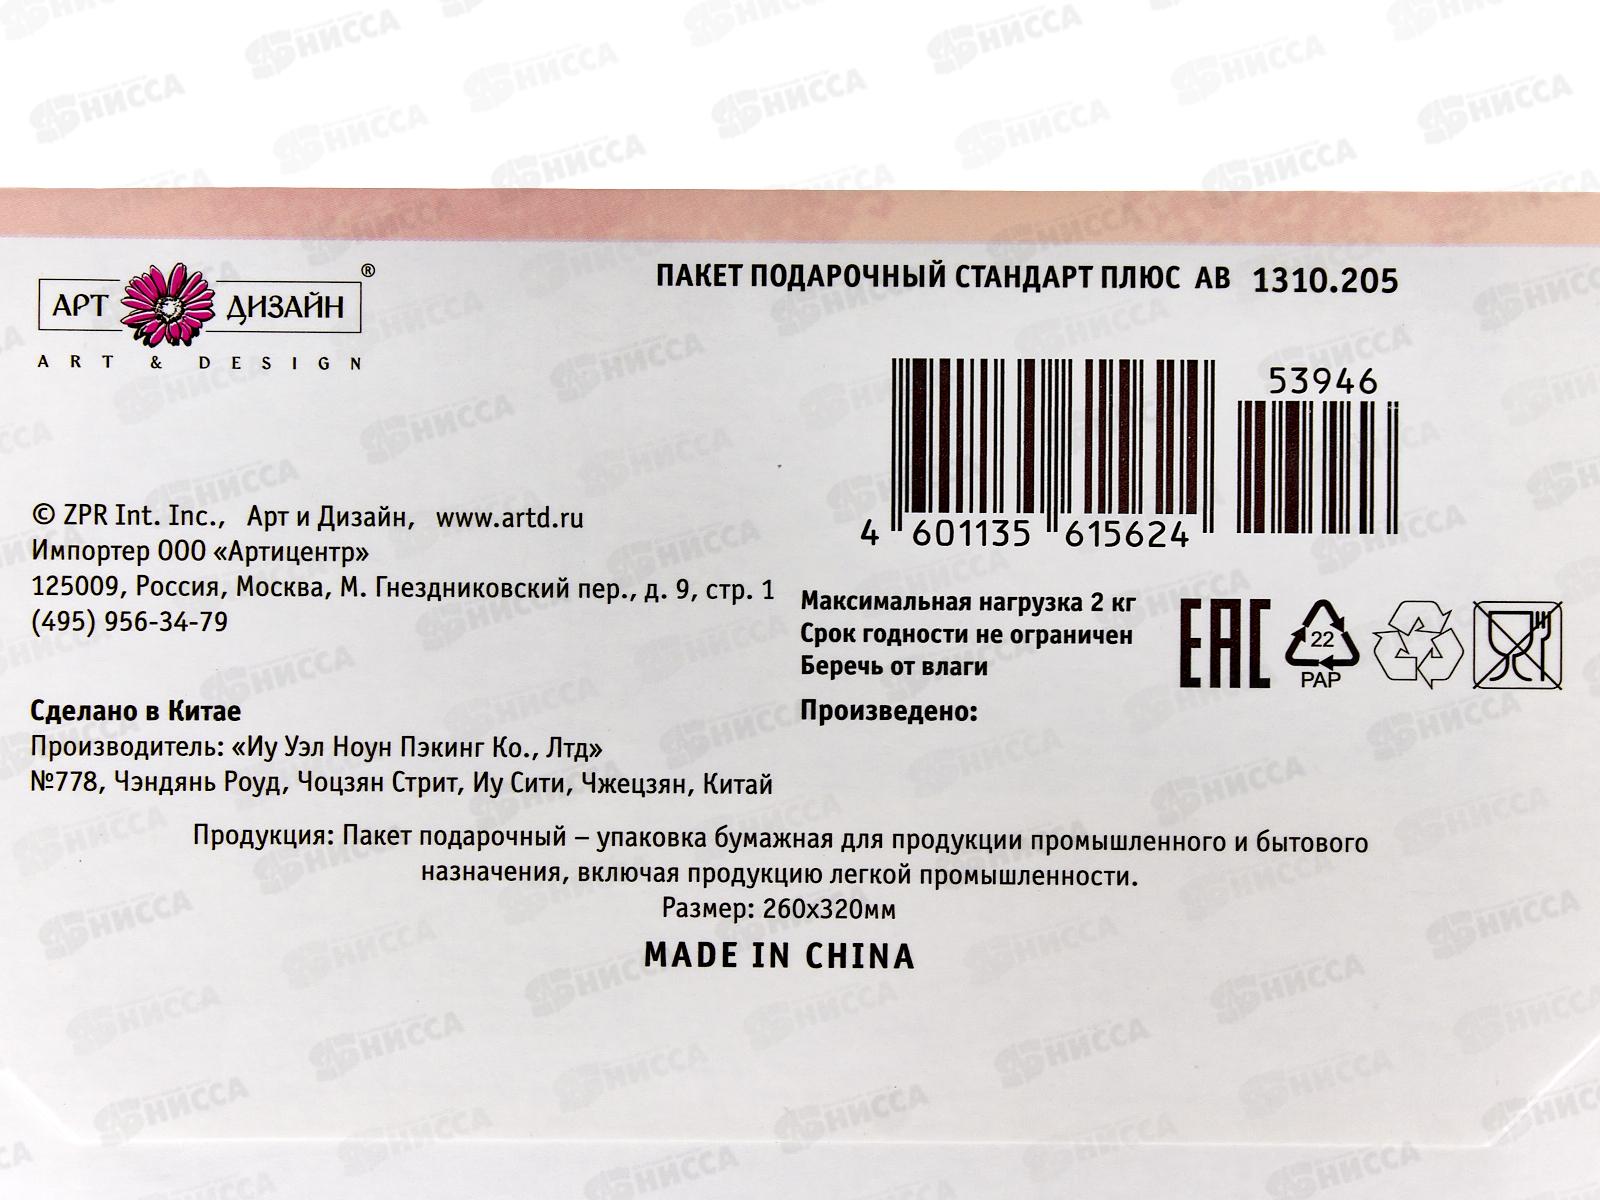 АРТ ДИЗАЙН ®
ART & DESIGN
ПАКЕТ ПОДАРОЧНЫЙ СТАНДАРТ ПЛЮС АВ 1310.205
53946
4 601135 615624
© ZPR Int. Inc., Арт и Дизайн, www.artd.ru
Импортер ООО «Артицентр»
125009, Россия, Москва, М. Гнездниковский пер., д. 9, стр. 1
(495) 956-34-79
Максимальная нагрузка 2 кг
Срок годности не ограничен
Беречь от влаги
EAC
22
PAP
Сделано в Китае
Производитель: «Иу Уэл Ноун Пэкинг Ко., Лтд»
№778, Чэндянь Роуд, Чоцзян Стрит, Иу Сити, Чжецзян, Китай
Произведено:
Продукция: Пакет подарочный – упаковка бумажная для продукции промышленного и бытового
назначения, включая продукцию легкой промышленности.
Размер: 260х320мм
MADE IN CHINA
НИССА